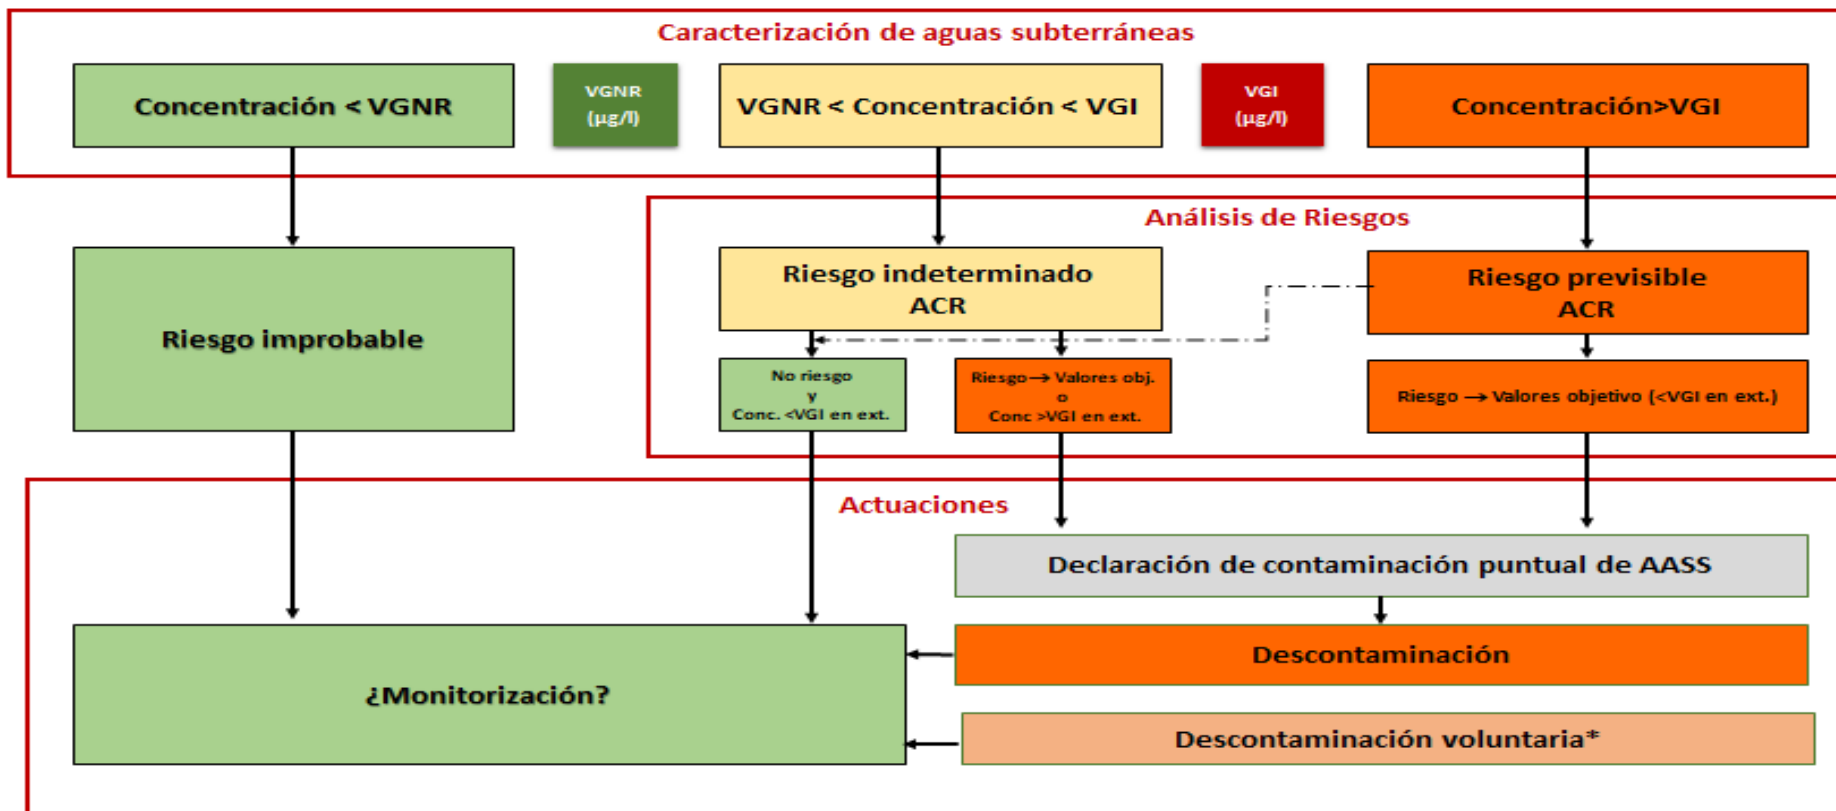 Caracterización de aguas subterráneas
Concentración < VGNR
VGNR
(µg/l)
VGNR < Concentración < VGI
VGI
(µg/l)
Concentración>VGI
Análisis de Riesgos
Riesgo improbable
Riesgo indeterminado
ACR
Riesgo previsible
ACR
No riesgo
y
Conc. <VGI en ext.
Riesgo → Valores obj.
o
Conc >VGI en ext.
Riesgo → Valores objetivo (<VGI en ext.)
Actuaciones
Declaración de contaminación puntual de AASS
¿Monitorización?
Descontaminación
Descontaminación voluntaria*